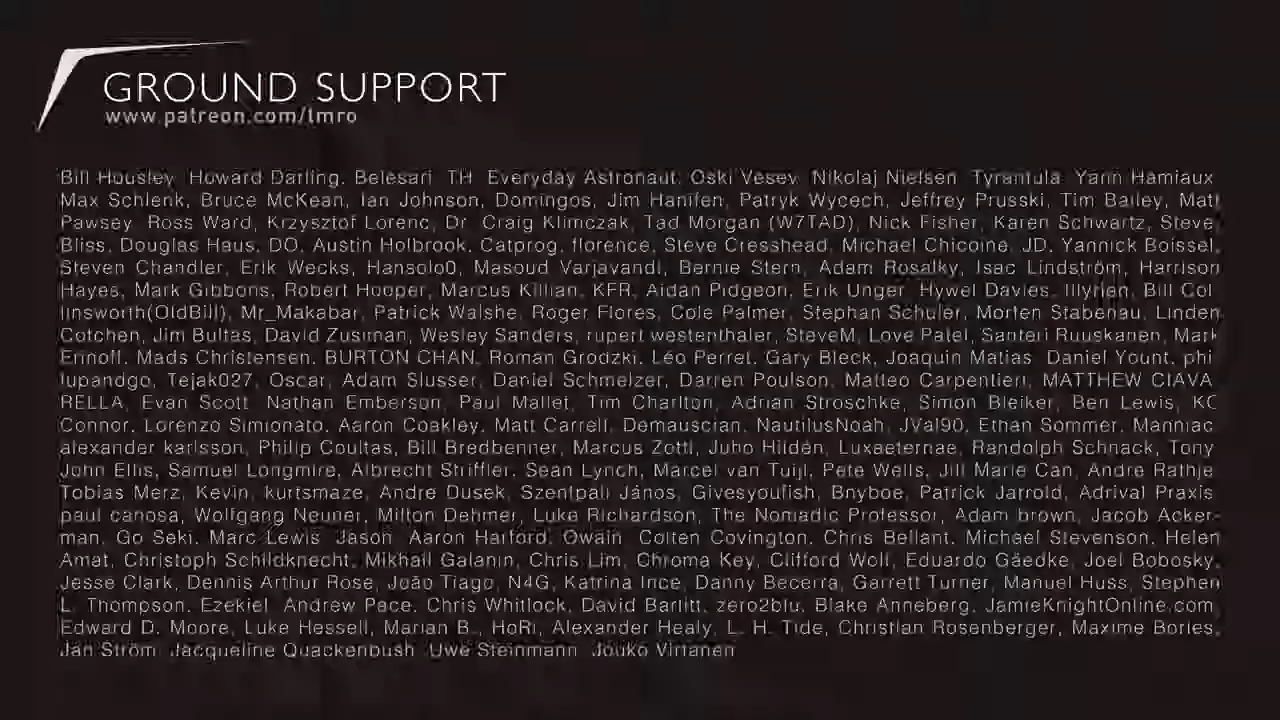 GROUND SUPPORT
www.patreon.com/tmro
Bill Housley, Howard Darling, Belesari, TH, Everyday Astronaut, Oski Vesev, Nikolaj Nielsen, Tyrantula, Yann Hamiaux,
Max Schlenk, Bruce McKean, Ian Johnson, Domingos, Jim Hanifen, Patryk Wycech, Jeffrey Prusski, Tim Bailey, Matt
Pawsey, Ross Ward, Krzysztof Lorenc, Dr. Craig Klimczak, Tad Morgan (W7TAD), Nick Fisher, Karen Schwartz, Steve
Bliss, Douglas Haus, DO, Austin Holbrook, Catprog, florence, Steve Cresshead, Michael Chicoine, JD, Yannick Boissel,
Steven Chandler, Erik Wecks, Hansolo0, Masoud Varjavandi, Bernie Stern, Adam Rosalky, Isac Lindström, Harrison
Hayes, Mark Gibbons, Robert Hooper, Marcus Killian, KFR, Aidan Pidgeon, Erik Unger, Hywel Davies, Illyrien, Bill Col
linsworth(OldBill), Mr_Makabar, Patrick Walshe, Roger Flores, Cole Palmer, Stephan Schuler, Morten Stabenau, Linden
Cotchen, Jim Bultas, David Zusman, Wesley Sanders, rupert westenthaler, SteveM, Love Patel, Santeri Ruuskanen, Mark
Ennoff, Mads Christensen, BURTON CHAN, Roman Grodzki, Léo Perret, Gary Bleck, Joaquin Matias, Daniel Yount, phi
lupandgo, Tejak027, Oscar, Adam Slusser, Daniel Schmelzer, Darren Poulson, Matteo Carpentieri, MATTHEW CIAVA
RELLA, Evan Scott, Nathan Emberson, Paul Mallet, Tim Charlton, Adrian Stroschke, Simon Bleiker, Ben Lewis, KC
Connor, Lorenzo Simionato, Aaron Coakley, Matt Carrell, Demauscian, NautilusNoah, JVal90, Ethan Sommer, Menniac,
alexander karlsson, Philip Coultas, Bill Bredbenner, Marcus Zottl, Juho Hildén, Luxaeternae, Randolph Schnack, Tony
John Ellis, Samuel Longmire, Albrecht Striffler, Sean Lynch, Marcel van Tuijl, Pete Wells, Jill Marie Can, Andre Rathje
Tobias Merz, Kevin, kurtsmaze, Andre Dusek, Szentpali János, Givesyoufish, Bnyboe, Patrick Jarrold, Adrival Praxis
paul canosa, Wolfgang Neuner, Milton Dehmer, Luke Richardson, The Nomadic Professor, Adam brown, Jacob Acker-
man, Go Seki, Marc Lewis, Jason, Aaron Harford, Owain, Colten Covington, Chris Bellant, Michael Stevenson, Helen
Amat, Christoph Schildknecht, Mikhail Galanin, Chris Lim, Chroma Key, Clifford Wolf, Eduardo Gäedke, Joel Bobosky,
Jesse Clark, Dennis Arthur Rose, João Tiago, N4G, Katrina Ince, Danny Becerra, Garrett Turner, Manuel Huss, Stephen
L. Thompson, Ezekiel, Andrew Pace, Chris Whitlock, David Barlitt, zero2blu, Blake Anneberg, JamieKnightOnline.com,
Edward D. Moore, Luke Hessell, Marian B., HoRi, Alexander Healy, L. H. Tide, Christian Rosenberger, Maxime Bories,
Jan Ström, Jacqueline Quackenbush, Uwe Steinmann, Jouko Virtanen